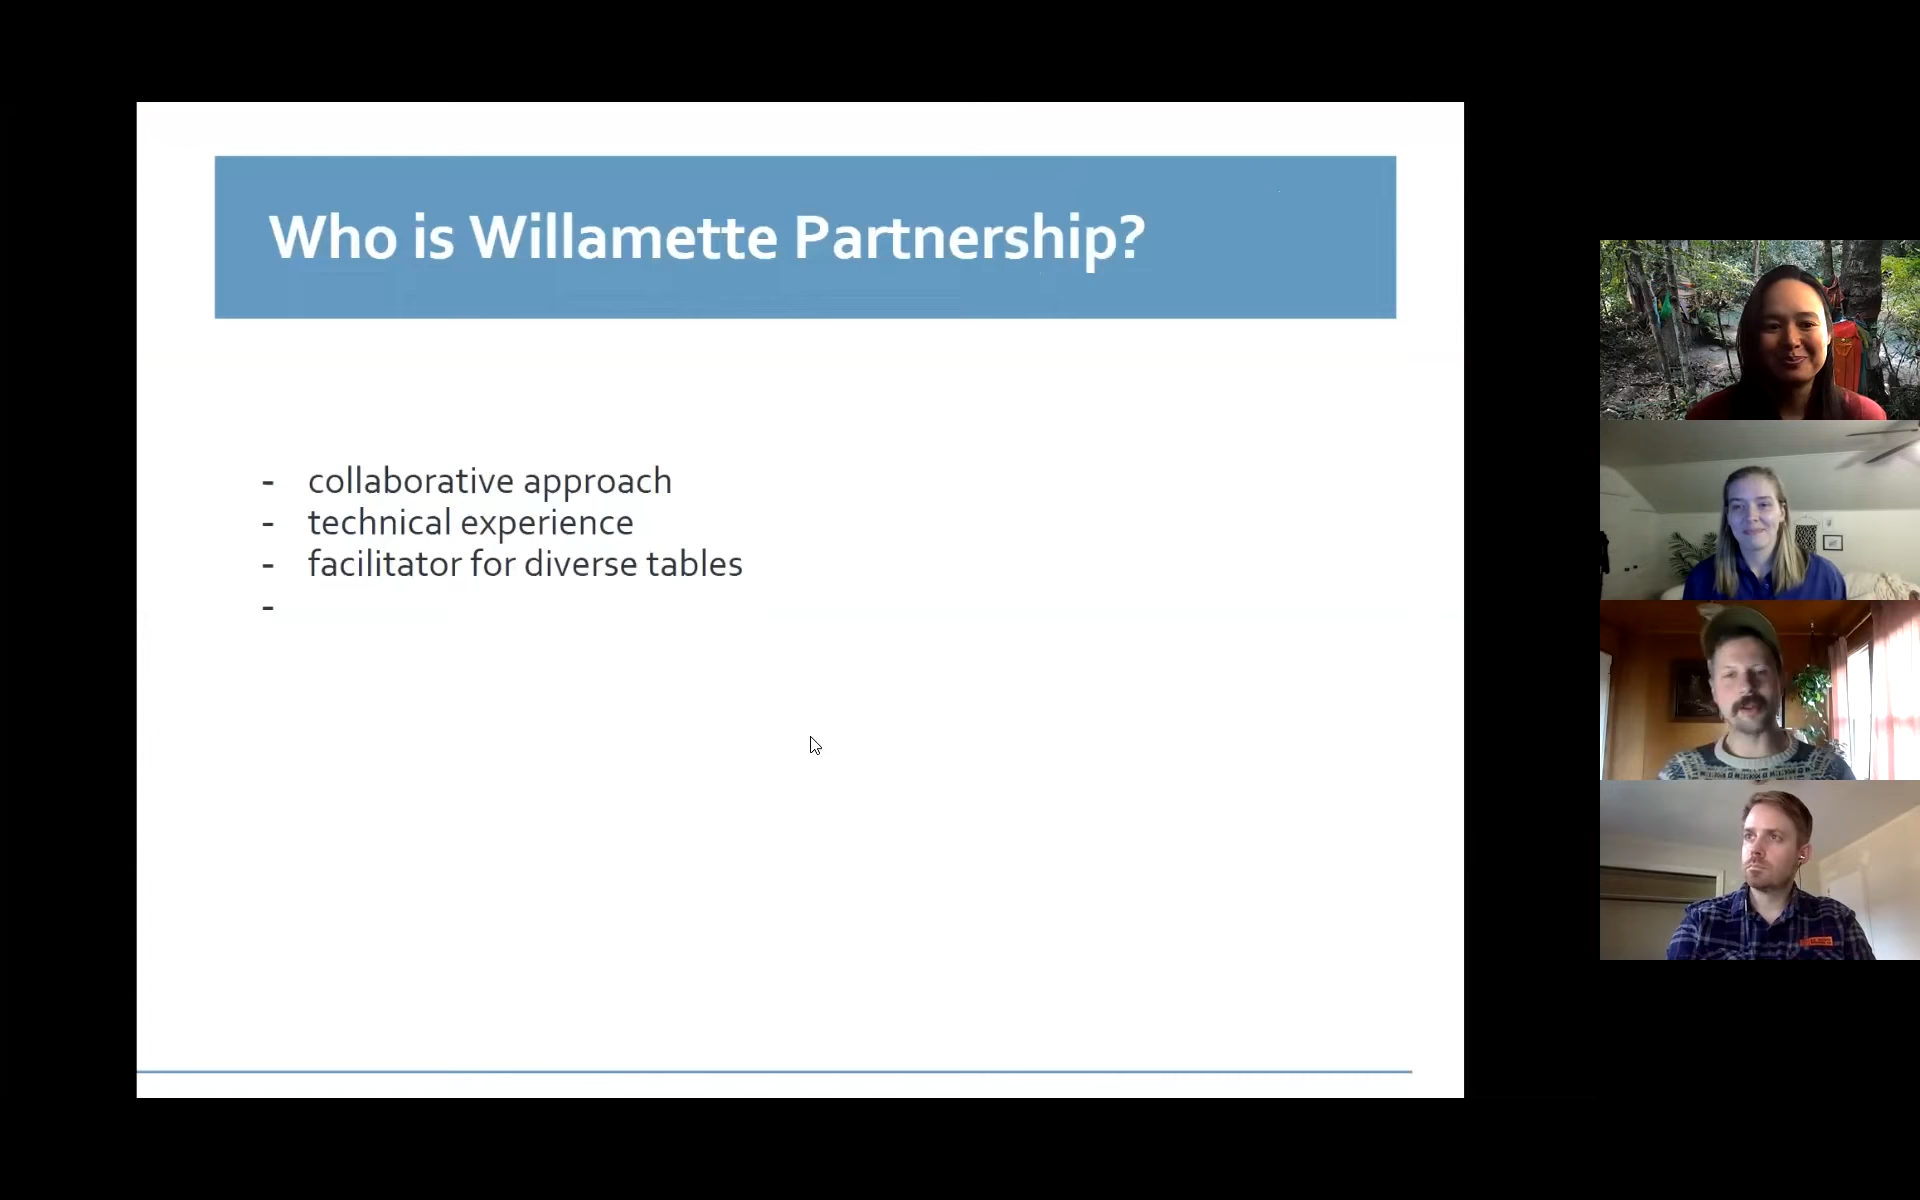 Who is Willamette Partnership?
- collaborative approach
- technical experience
- facilitator for diverse tables
-